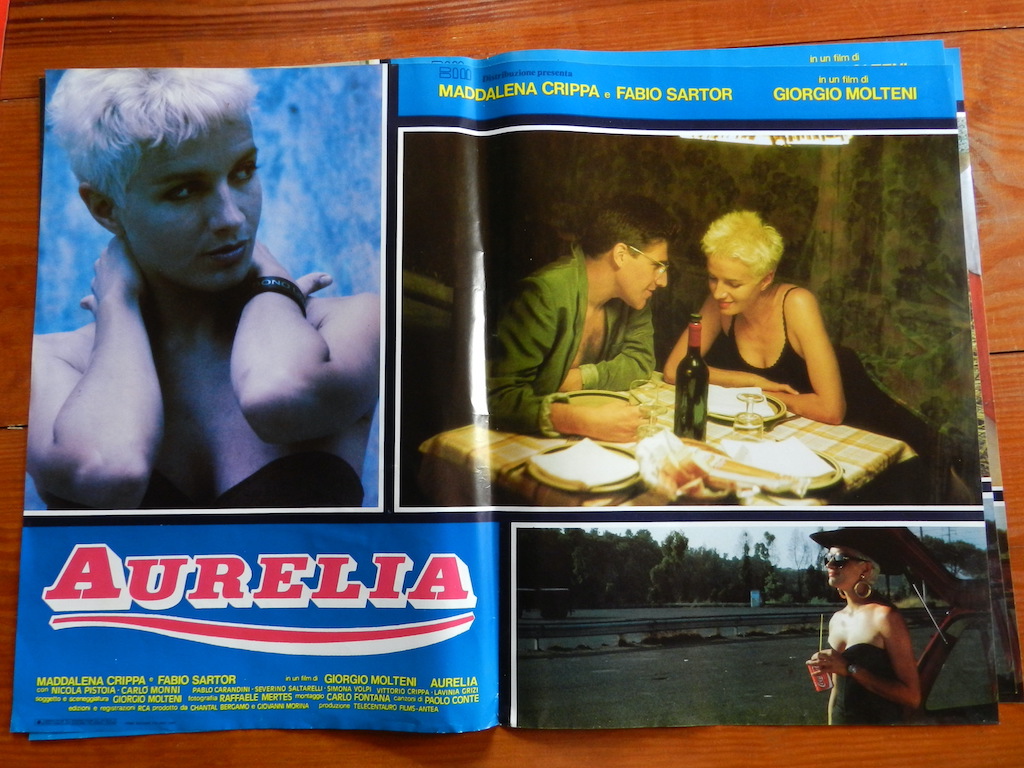 in un film di
distribuzione presenta
in un film di
MADDALENA CRIPPA e FABIO SARTOR
GIORGIO MOLTENI
AURELIA
MADDALENA CRIPPA e FABIO SARTOR in un film di GIORGIO MOLTENI AURELIA
con NICOLA PISTOIA - CARLO MONNI PABLO CARANDINI - SEVERINO SALTARELLI - SIMONA VOLPI VITTORIO CRIPPA - LAVINIA GRIZI
soggetto e sceneggiatura GIORGIO MOLTENI fotografia RAFFAELE MERTES montaggio CARLO FONTANA canzoni di PAOLO CONTE
edizioni e registrazioni RCA prodotto da CHANTAL BERGAMO e GIOVANNI MORINA produzione TELECENTAURO FILMS-ANTEA